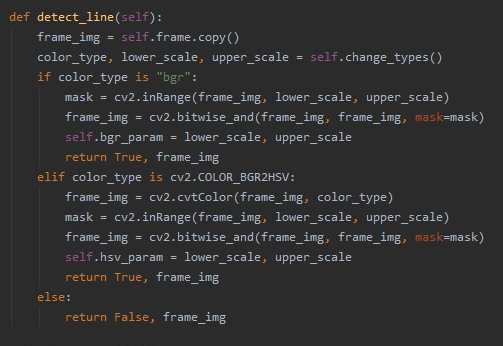 def detect_line(self):
    frame_img = self.frame.copy()
    color_type, lower_scale, upper_scale = self.change_types()
    if color_type is "bgr":
        mask = cv2.inRange(frame_img, lower_scale, upper_scale)
        frame_img = cv2.bitwise_and(frame_img, frame_img, mask=mask)
        self.bgr_param = lower_scale, upper_scale
        return True, frame_img
    elif color_type is cv2.COLOR_BGR2HSV:
        frame_img = cv2.cvtColor(frame_img, color_type)
        mask = cv2.inRange(frame_img, lower_scale, upper_scale)
        frame_img = cv2.bitwise_and(frame_img, frame_img, mask=mask)
        self.hsv_param = lower_scale, upper_scale
        return True, frame_img
    else:
        return False, frame_img